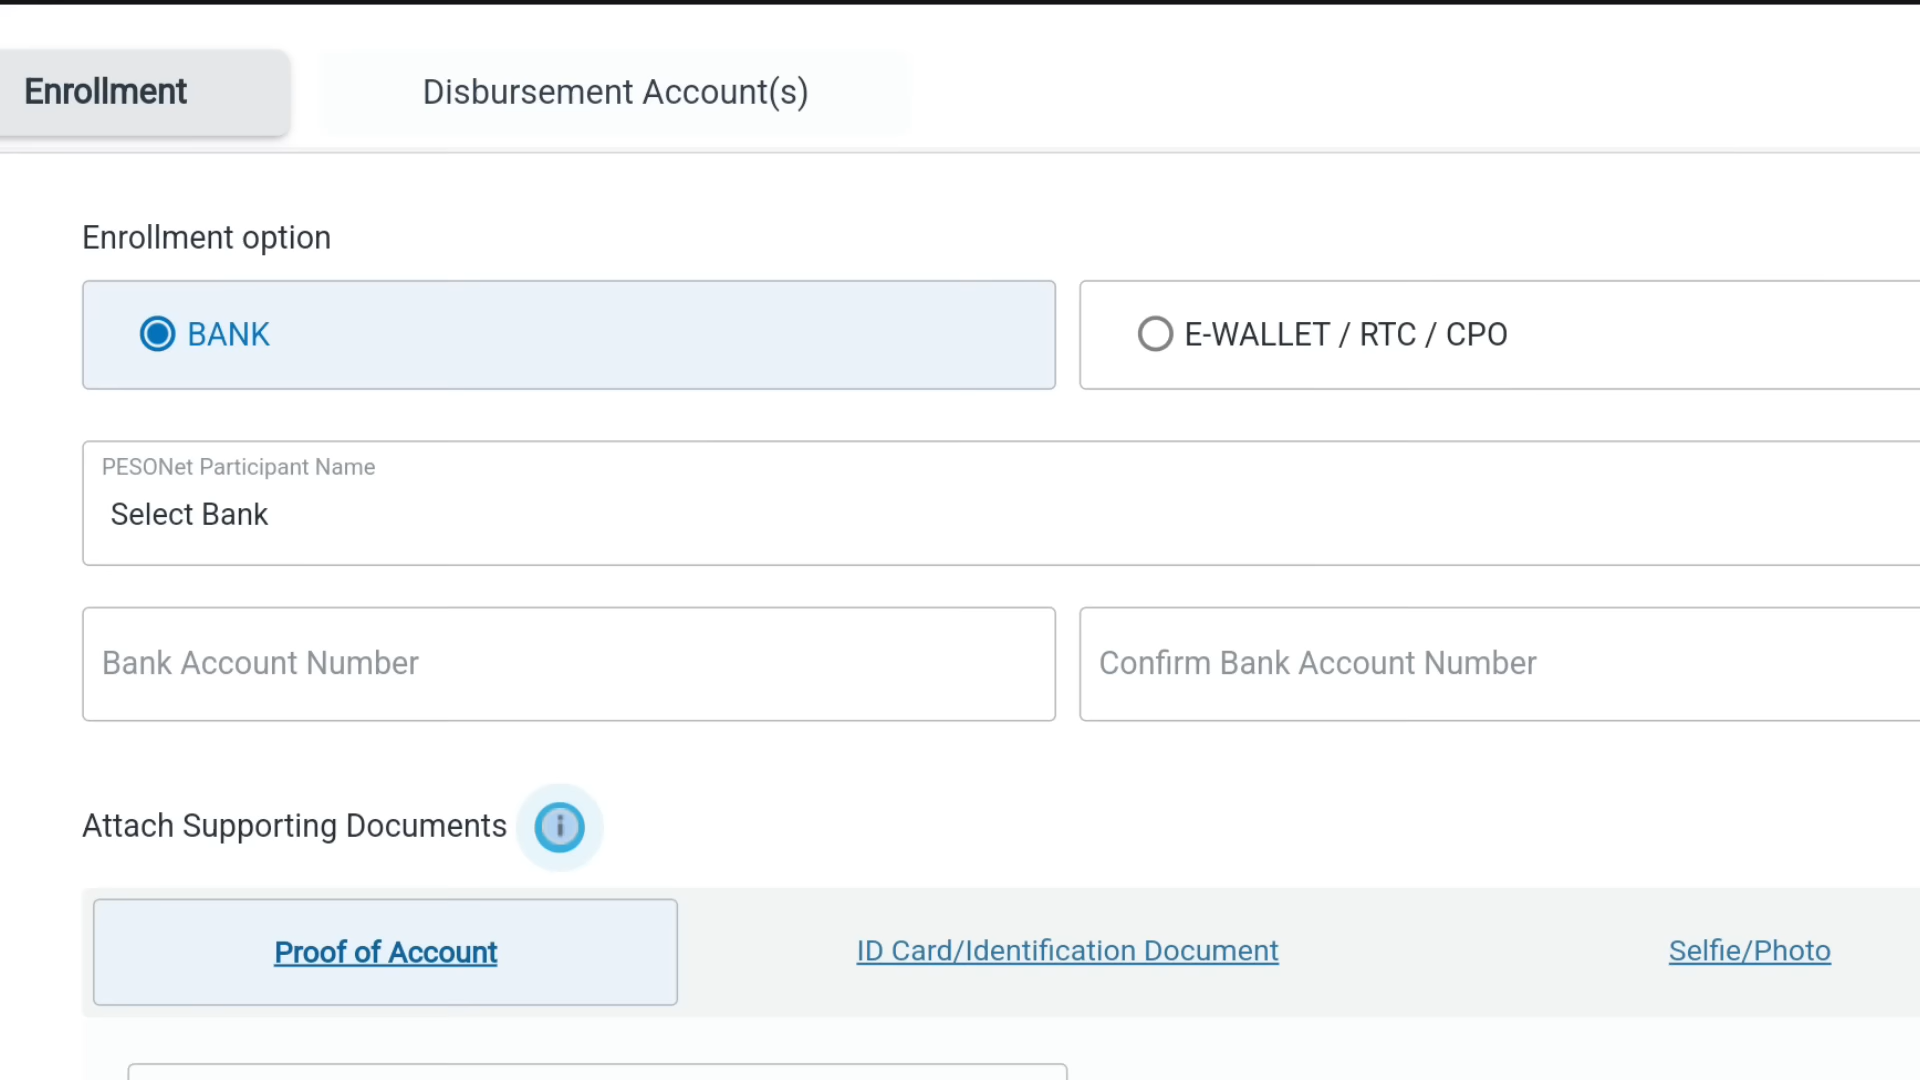 Enrollment
Disbursement Account(s)
Enrollment option
BANK
E-WALLET / RTC / CPO
PESONet Participant Name
Select Bank
Bank Account Number
Confirm Bank Account Number
Attach Supporting Documents
Proof of Account
ID Card/Identification Document
Selfie/Photo